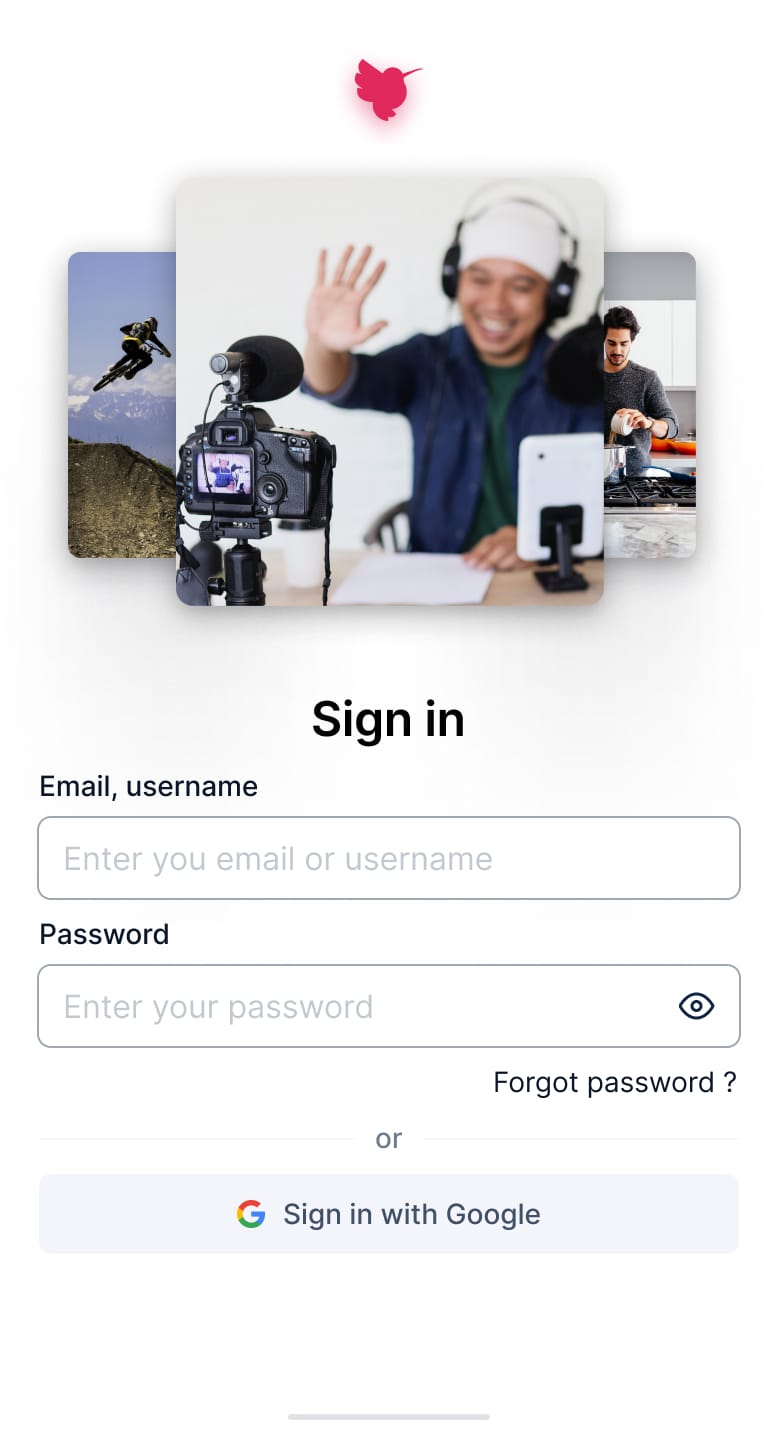 Sign in
Email, username
Enter you email or username
Password
Enter your password
Forgot password ?
or
Sign in with Google